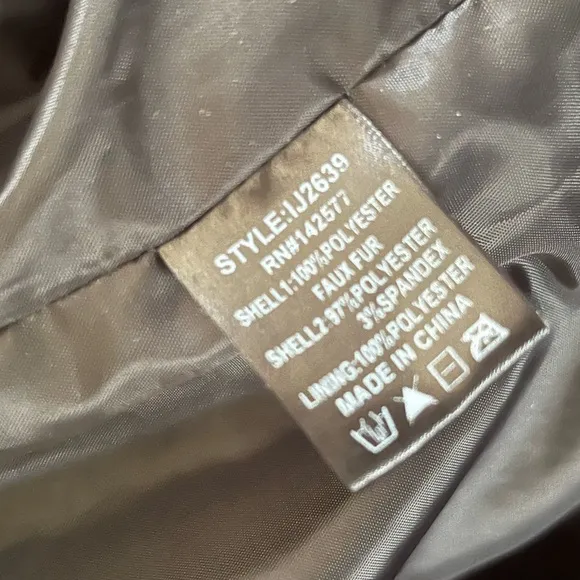 STYLE:IJ2639
RN#142577
SHELL1:100%POLYESTER
FAUX FUR
SHELL2:97%POLYESTER
3%SPANDEX
LINING:100%POLYESTER
MADE IN CHINA